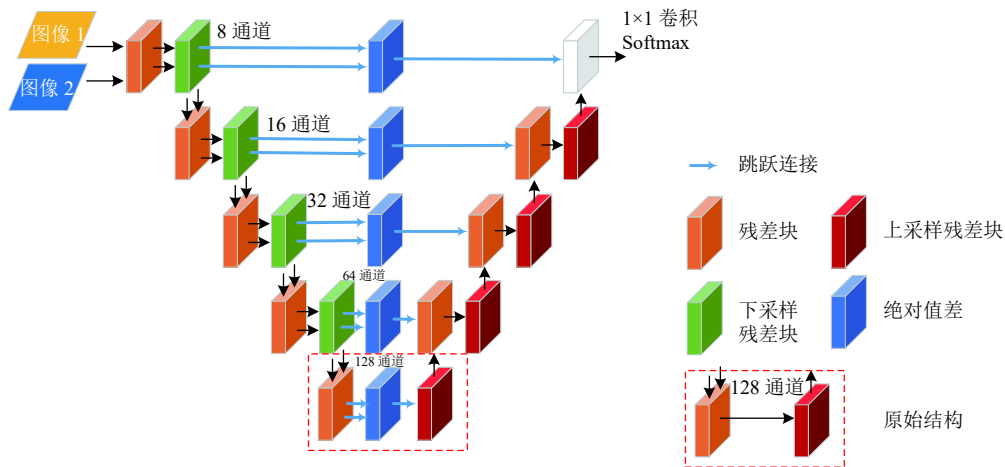 图像 1
图像 2
8 通道
1×1 卷积
Softmax
16 通道
32 通道
64 通道
128 通道
跳跃连接
残差块
上采样残差块
下采样
残差块
绝对值差
128 通道
原始结构